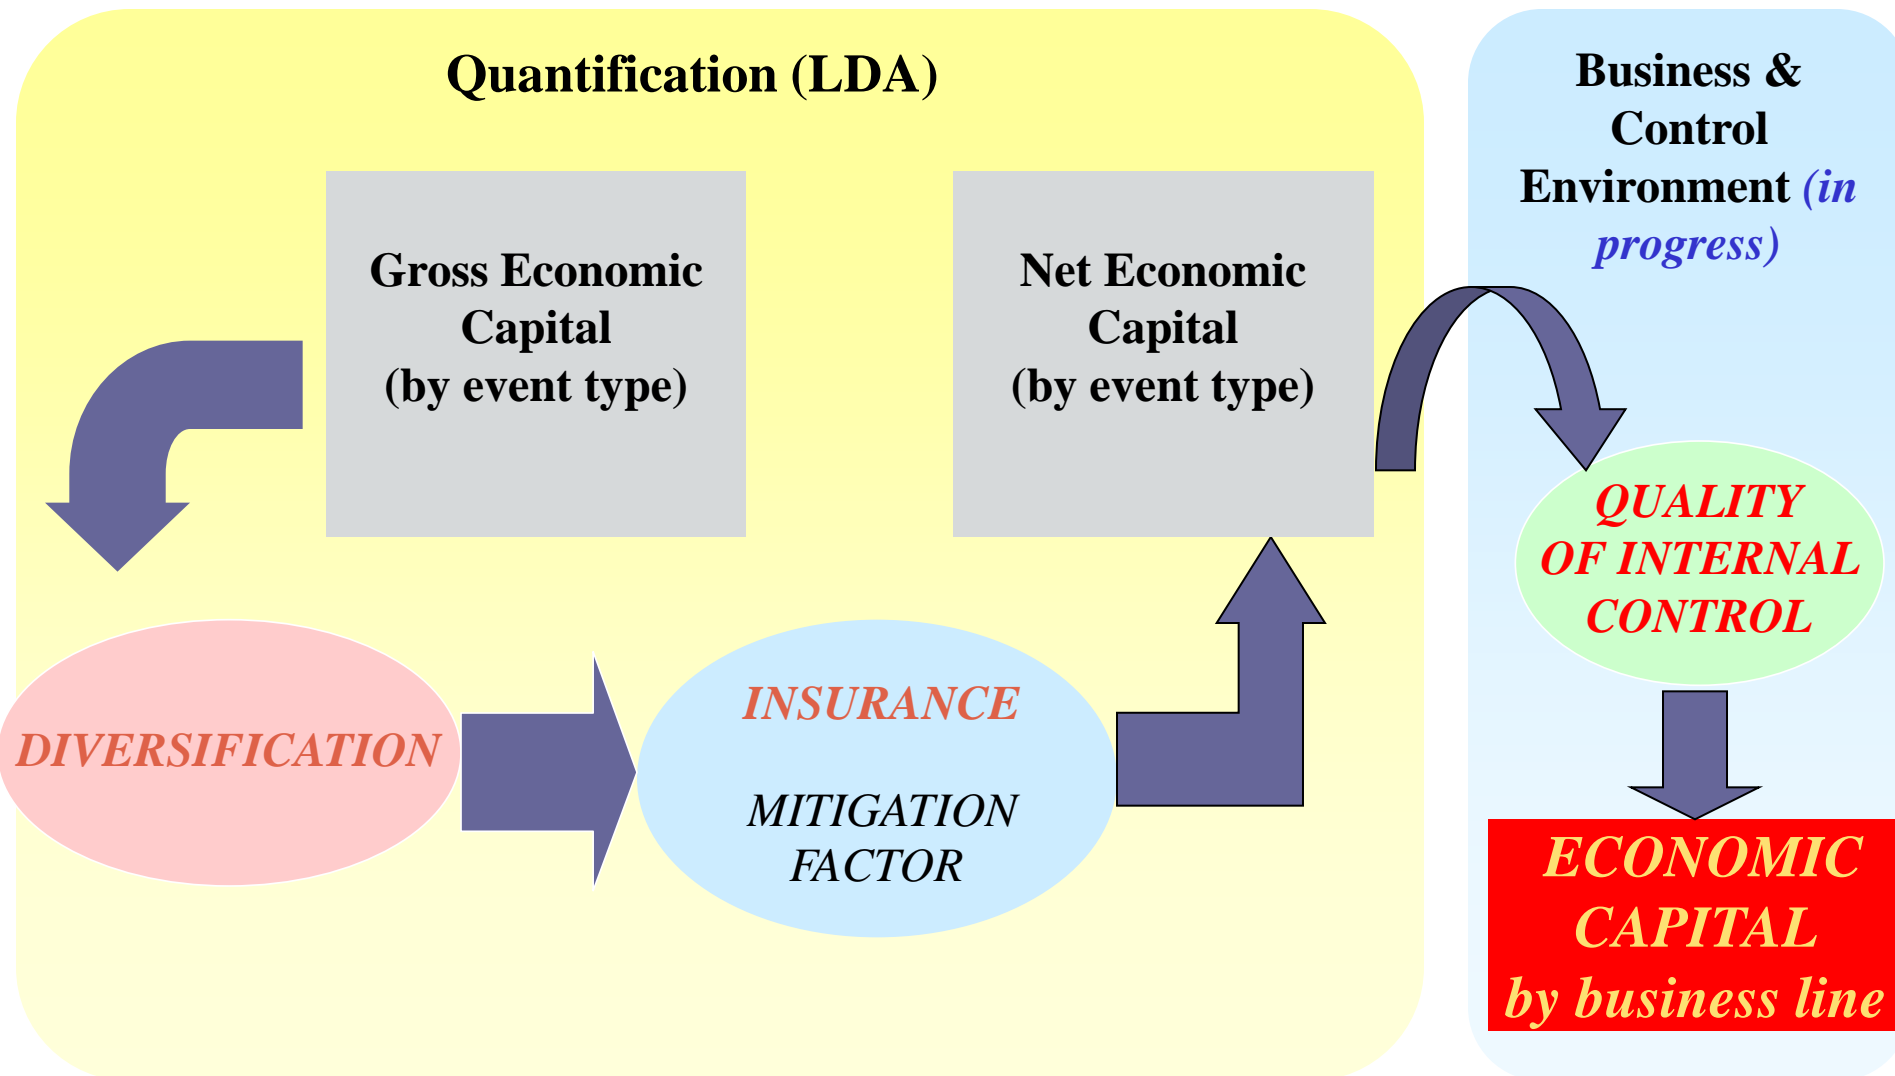 Quantification (LDA)
Gross Economic
Capital
(by event type)
Net Economic
Capital
(by event type)
DIVERSIFICATION
INSURANCE
MITIGATION
FACTOR
Business &
Control
Environment (in
progress)
QUALITY
OF INTERNAL
CONTROL
ECONOMIC
CAPITAL
by business line